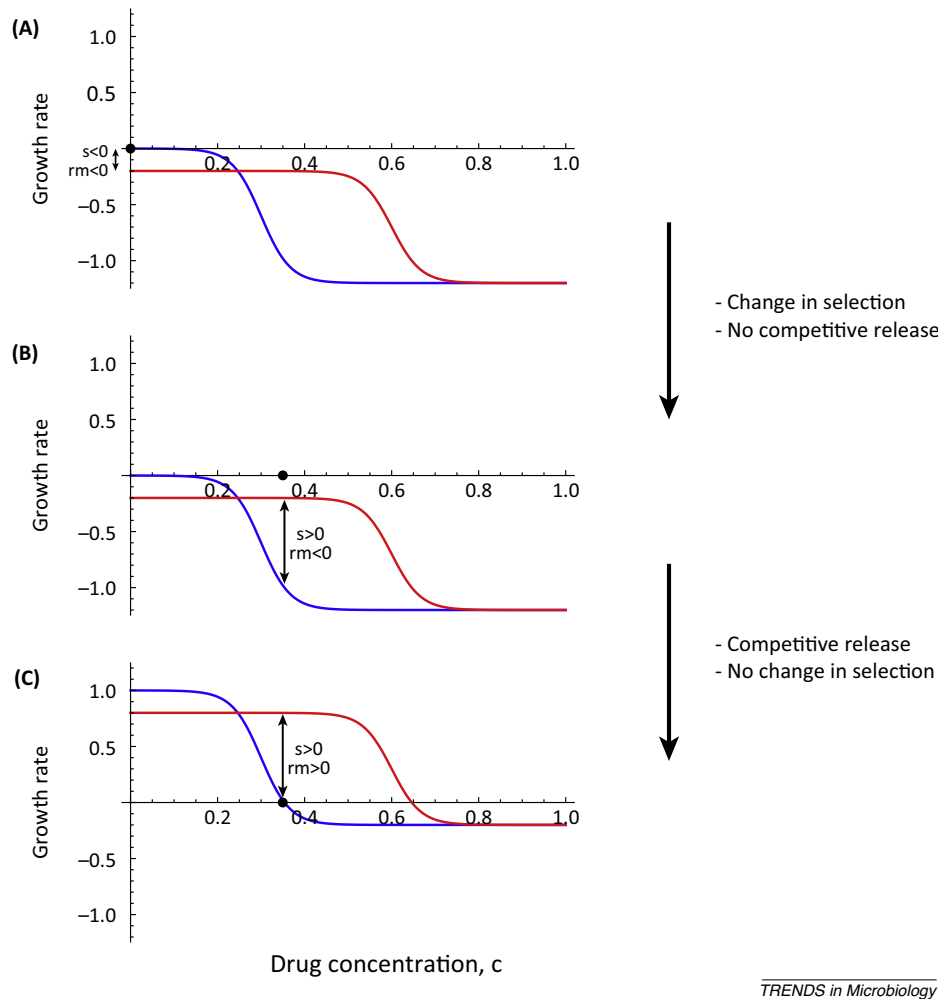 (A)
1.0
0.5
Growth rate
s<0
rm<0
0.2
0.4
0.6
0.8
1.0
−0.5
−1.0
- Change in selection
- No competitive release
(B)
1.0
0.5
Growth rate
0.2
0.4
0.6
0.8
1.0
s>0
rm<0
−0.5
−1.0
- Competitive release
- No change in selection
(C)
1.0
0.5
Growth rate
s>0
rm>0
0.2
0.4
0.6
0.8
1.0
−0.5
−1.0
Drug concentration, c
TRENDS in Microbiology